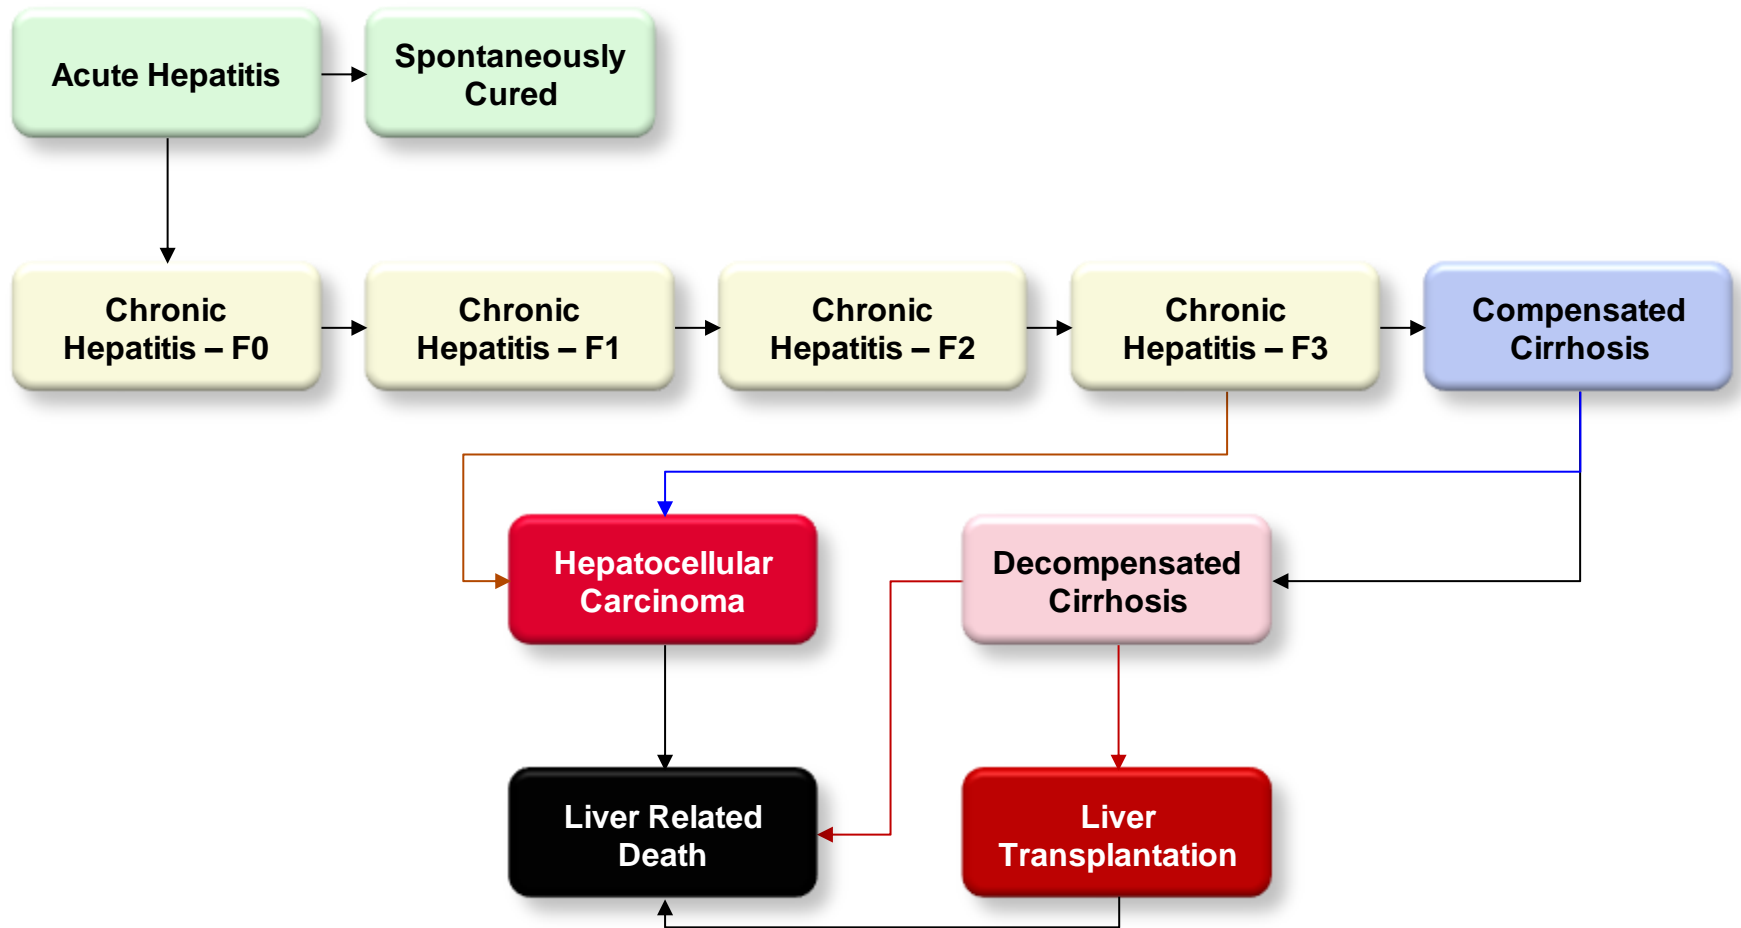 Acute Hepatitis
Spontaneously
Cured
Chronic
Hepatitis – F0
Chronic
Hepatitis – F1
Chronic
Hepatitis – F2
Chronic
Hepatitis – F3
Compensated
Cirrhosis
Hepatocellular
Carcinoma
Decompensated
Cirrhosis
Liver Related
Death
Liver
Transplantation